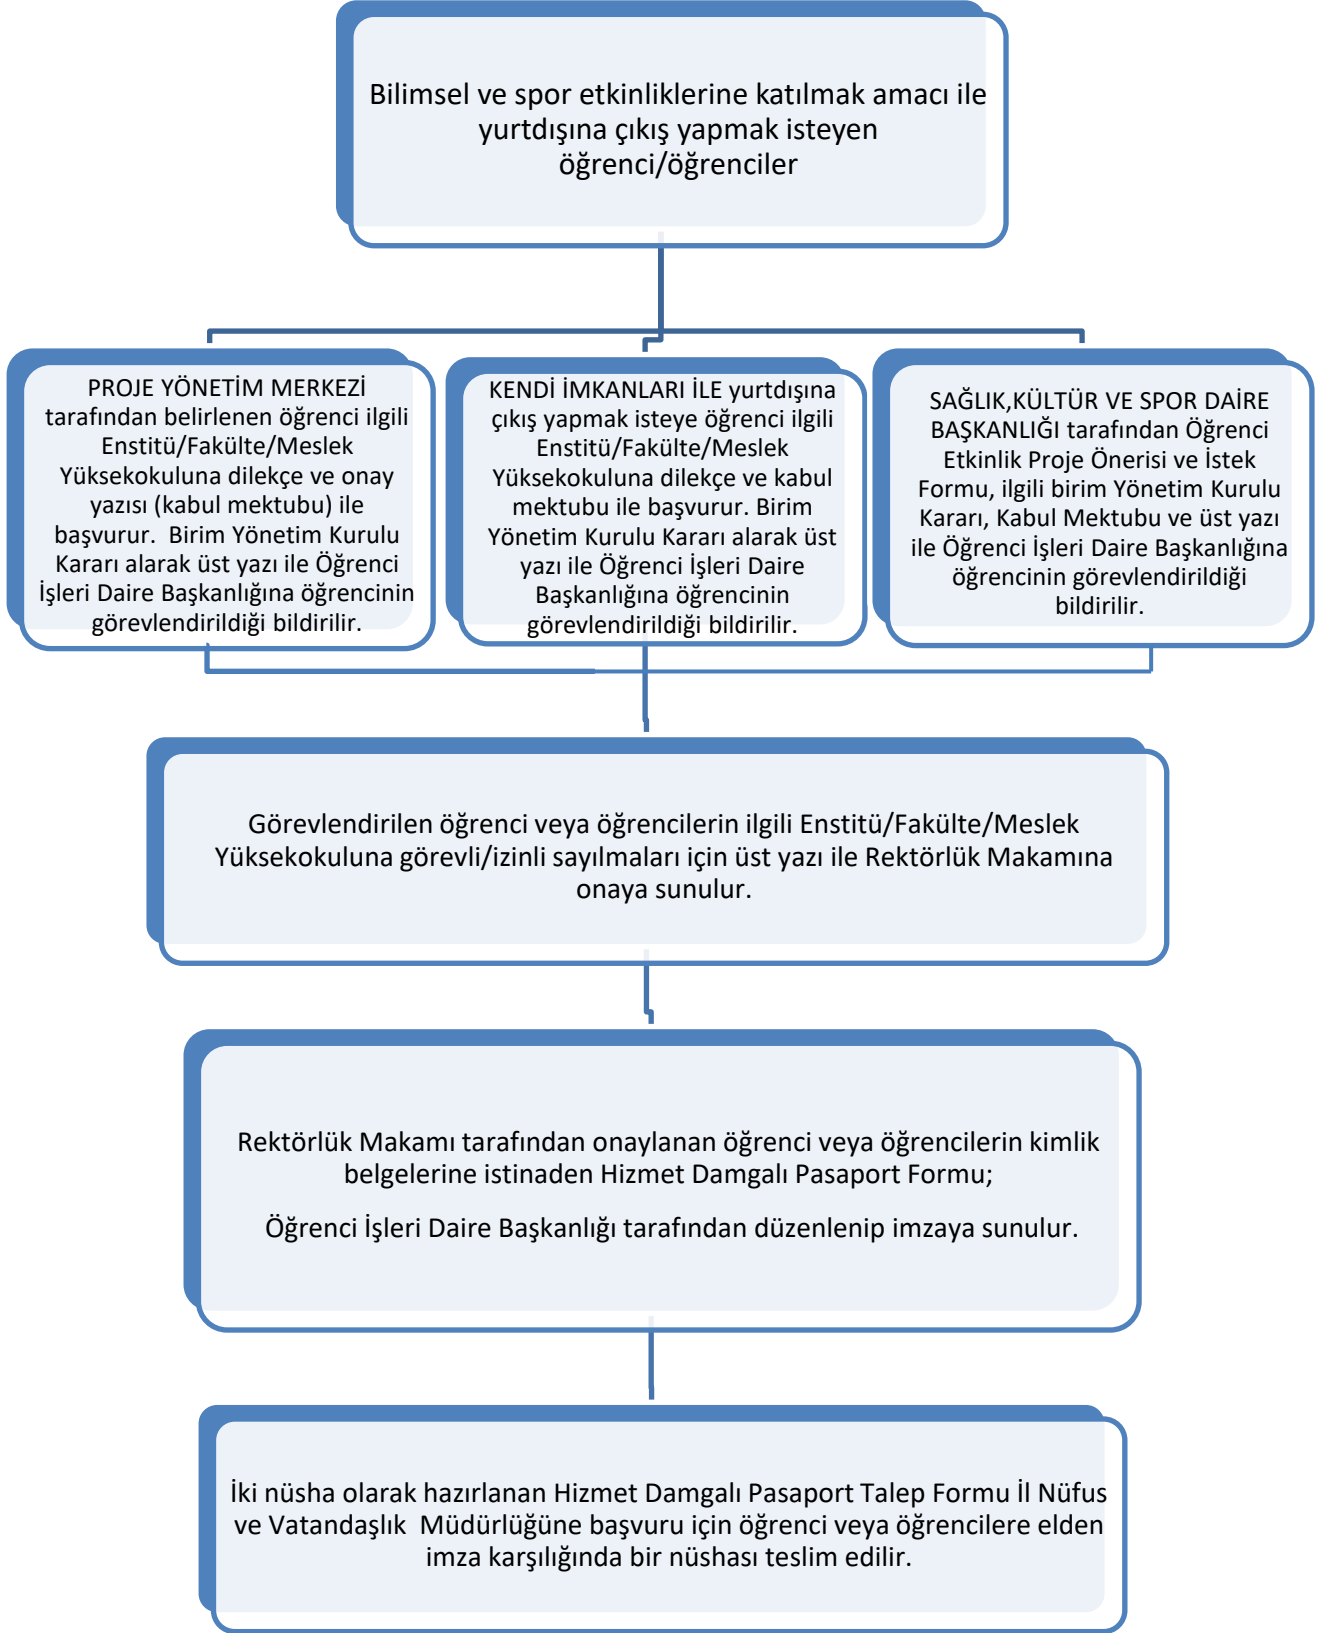 Bilimsel ve spor etkinliklerine katılmak amacı ile
yurtdışına çıkış yapmak isteyen
öğrenci/öğrenciler
PROJE YÖNETİM MERKEZİ
tarafından belirlenen öğrenci ilgili
Enstitü/Fakülte/Meslek
Yüksekokuluna dilekçe ve onay
yazısı (kabul mektubu) ile
başvurur.  Birim Yönetim Kurulu
Kararı alarak üst yazı ile Öğrenci
İşleri Daire Başkanlığına öğrencinin
görevlendirildiği bildirilir.
KENDİ İMKANLARI İLE yurtdışına
çıkış yapmak isteye öğrenci ilgili
Enstitü/Fakülte/Meslek
Yüksekokuluna dilekçe ve kabul
mektubu ile başvurur. Birim
Yönetim Kurulu Kararı alarak üst
yazı ile Öğrenci İşleri Daire
Başkanlığına öğrencinin
görevlendirildiği bildirilir.
SAĞLIK,KÜLTÜR VE SPOR DAİRE
BAŞKANLIĞI tarafından Öğrenci
Etkinlik Proje Önerisi ve İstek
Formu, ilgili birim Yönetim Kurulu
Kararı, Kabul Mektubu ve üst yazı
ile Öğrenci İşleri Daire Başkanlığına
öğrencinin görevlendirildiği
bildirilir.
Görevlendirilen öğrenci veya öğrencilerin ilgili Enstitü/Fakülte/Meslek
Yüksekokuluna görevli/izinli sayılmaları için üst yazı ile Rektörlük Makamına
onaya sunulur.
Rektörlük Makamı tarafından onaylanan öğrenci veya öğrencilerin kimlik
belgelerine istinaden Hizmet Damgalı Pasaport Formu;
Öğrenci İşleri Daire Başkanlığı tarafından düzenlenip imzaya sunulur.
İki nüsha olarak hazırlanan Hizmet Damgalı Pasaport Talep Formu İl Nüfus
ve Vatandaşlık  Müdürlüğüne başvuru için öğrenci veya öğrencilere elden
imza karşılığında bir nüshası teslim edilir.